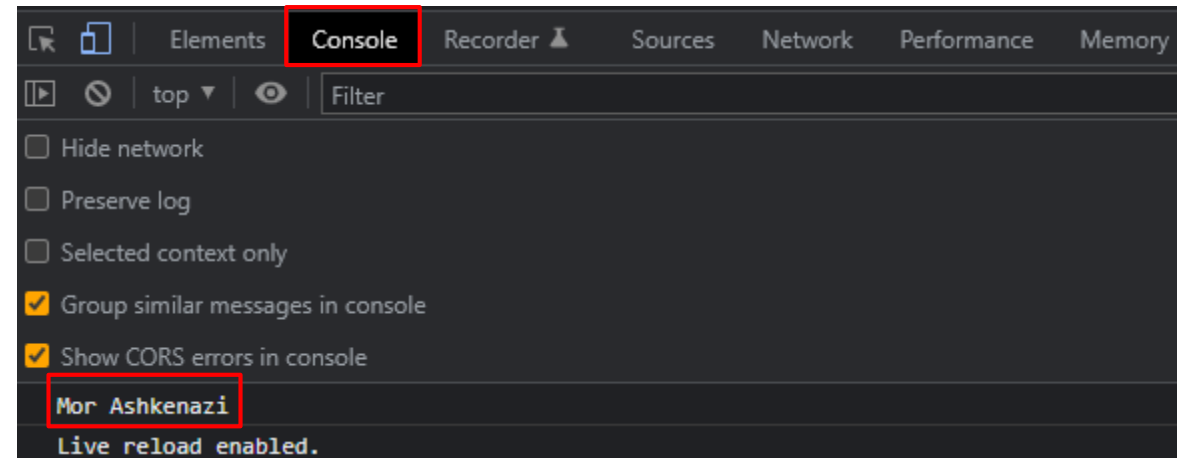 Elements Console Recorder Sources Network Performance Memory
top Filter
Hide network
Preserve log
Selected context only
Group similar messages in console
Show CORS errors in console
Mor Ashkenazi
Live reload enabled.